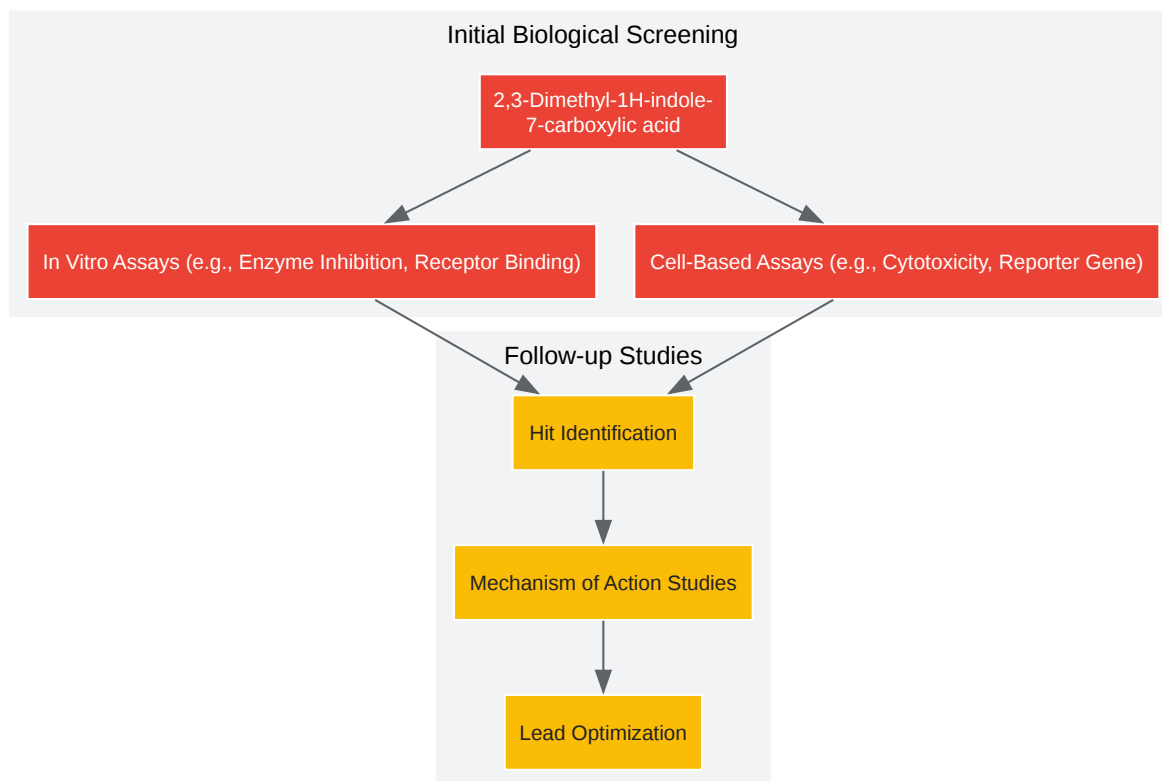 Initial Biological Screening
2,3-Dimethyl-1H-indole-
7-carboxylic acid
In Vitro Assays (e.g., Enzyme Inhibition, Receptor Binding)
Cell-Based Assays (e.g., Cytotoxicity, Reporter Gene)
Follow-up Studies
Hit Identification
Mechanism of Action Studies
Lead Optimization